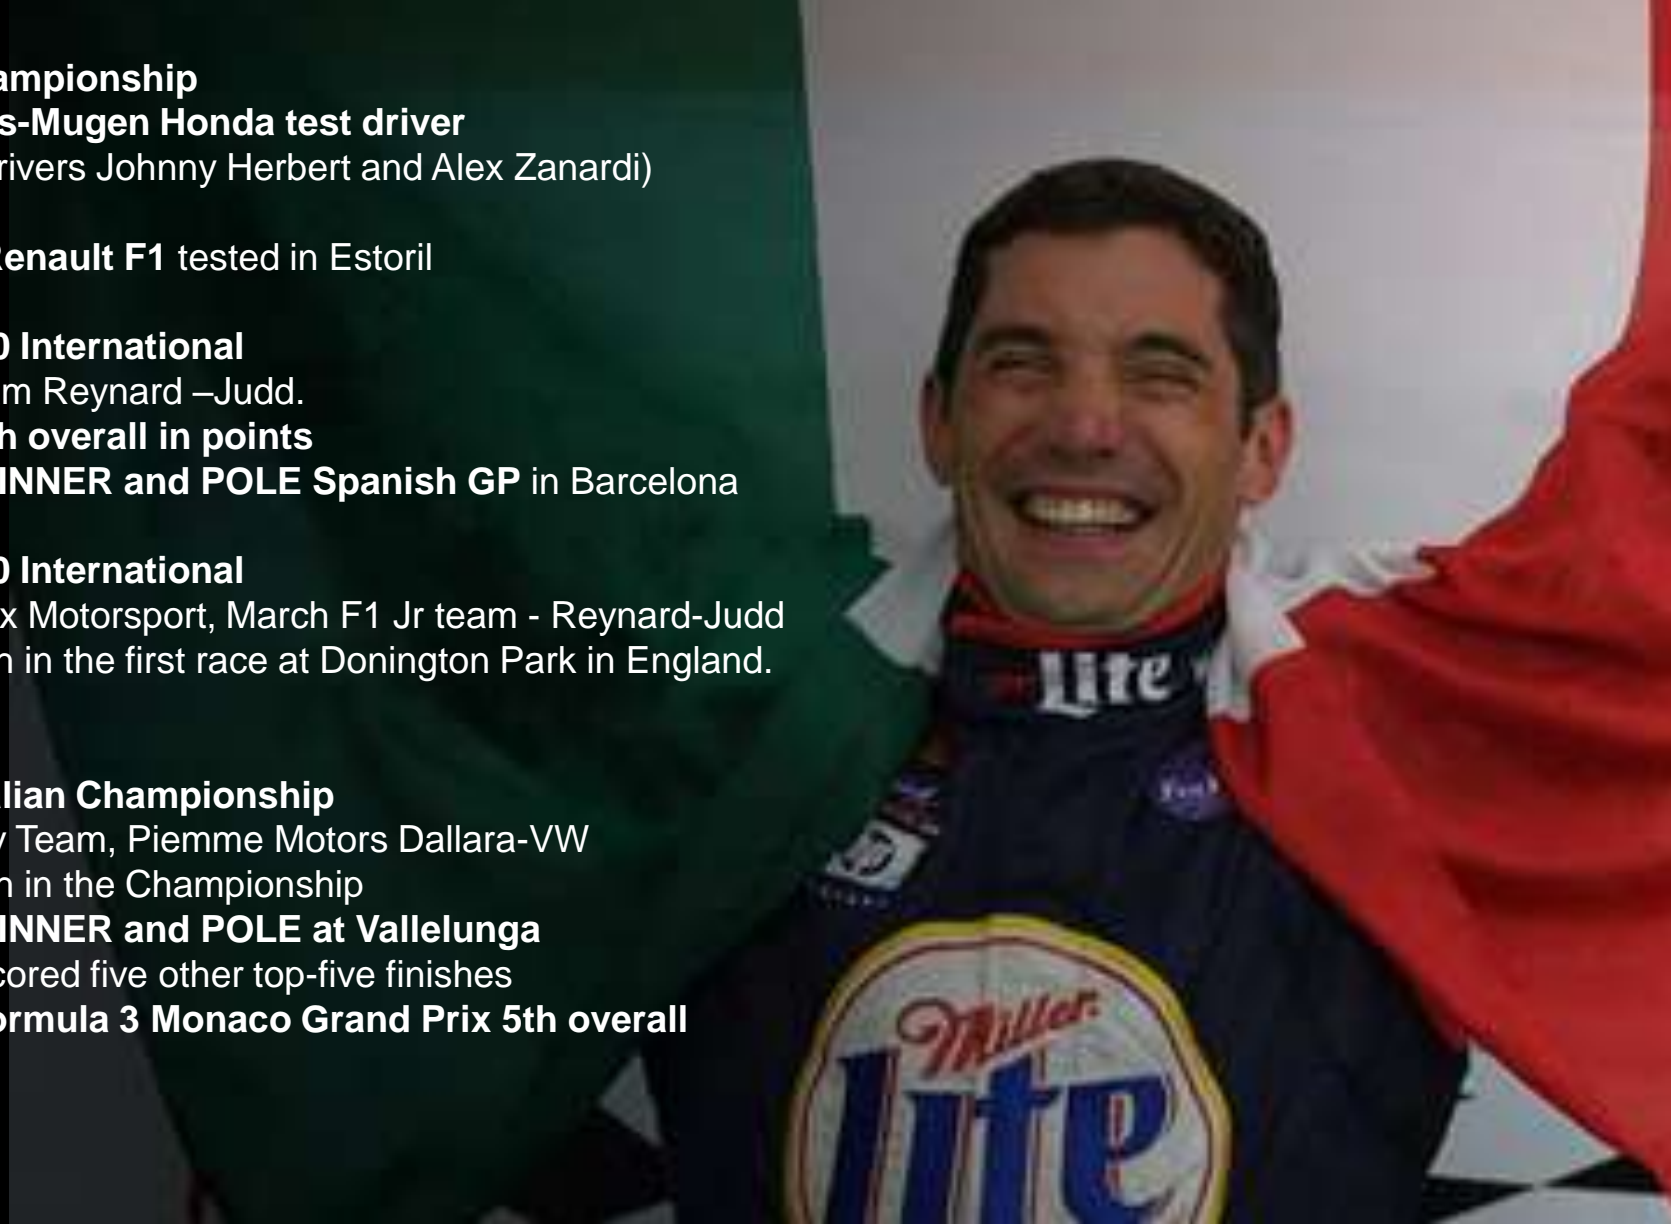 ampionship
s-Mugen Honda test driver
rivers Johnny Herbert and Alex Zanardi)
Renault F1 tested in Estoril
0 International
m Reynard –Judd.
h overall in points
INNER and POLE Spanish GP in Barcelona
0 International
x Motorsport, March F1 Jr team - Reynard-Judd
n in the first race at Donington Park in England.
lian Championship
y Team, Piemme Motors Dallara-VW
n in the Championship
INNER and POLE at Vallelunga
cored five other top-five finishes
ormula 3 Monaco Grand Prix 5th overall
Lite
hp
Miller
lite